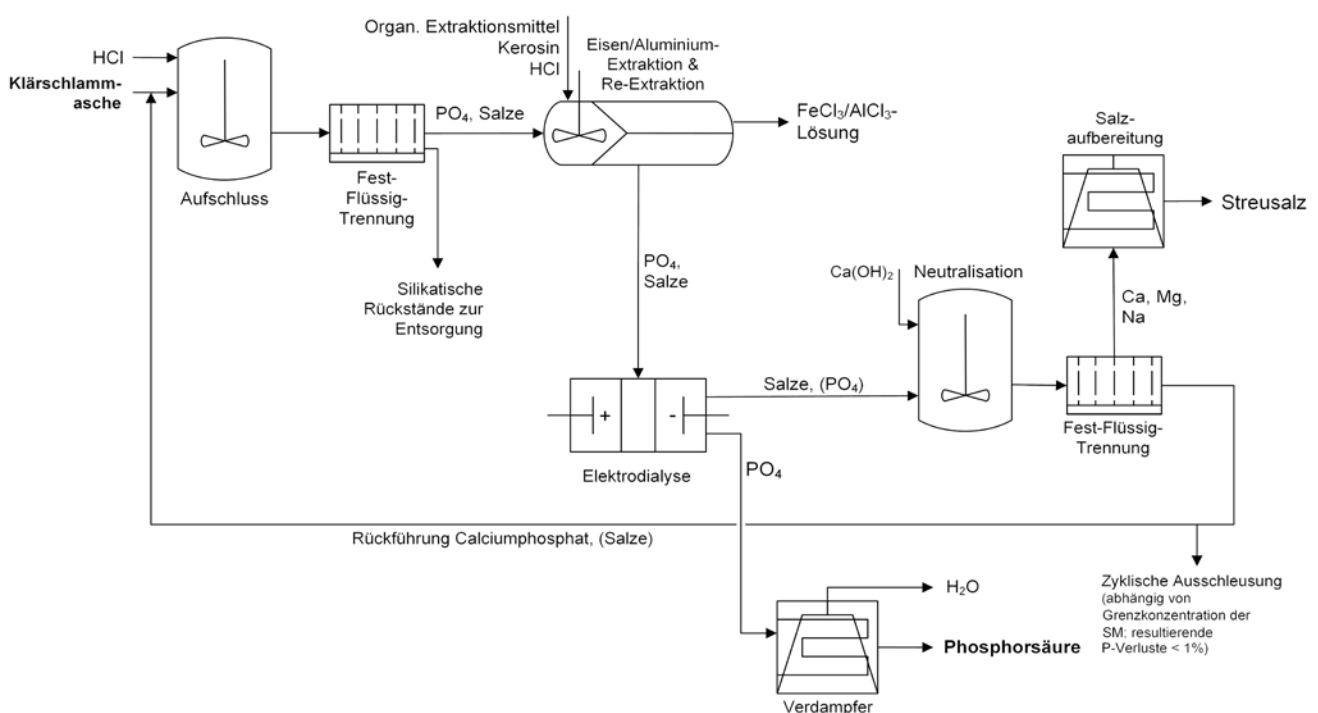 Organ. Extraktionsmittel
Kerosin
HCl
Eisen/Aluminium-
Extraktion &
Re-Extraktion
HCl
Klärschlamm-
asche
PO₄, Salze
FeCl₃/AlCl₃-
Lösung
Salz-
aufbereitung
Aufschluss
Fest-
Flüssig-
Trennung
Streusalz
PO₄,
Salze
Ca(OH)₂
Neutralisation
Silikatische
Rückstände zur
Entsorgung
Ca, Mg,
Na
Salze, (PO₄)
+
-
Fest-Flüssig-
Trennung
Elektrodialyse
PO₄
Rückführung Calciumphosphat, (Salze)
Zyklische Ausschleusung
(abhängig von
Grenzkonzentration der
SM; resultierende
P-Verluste < 1%)
H₂O
Phosphorsäure
Verdampfer